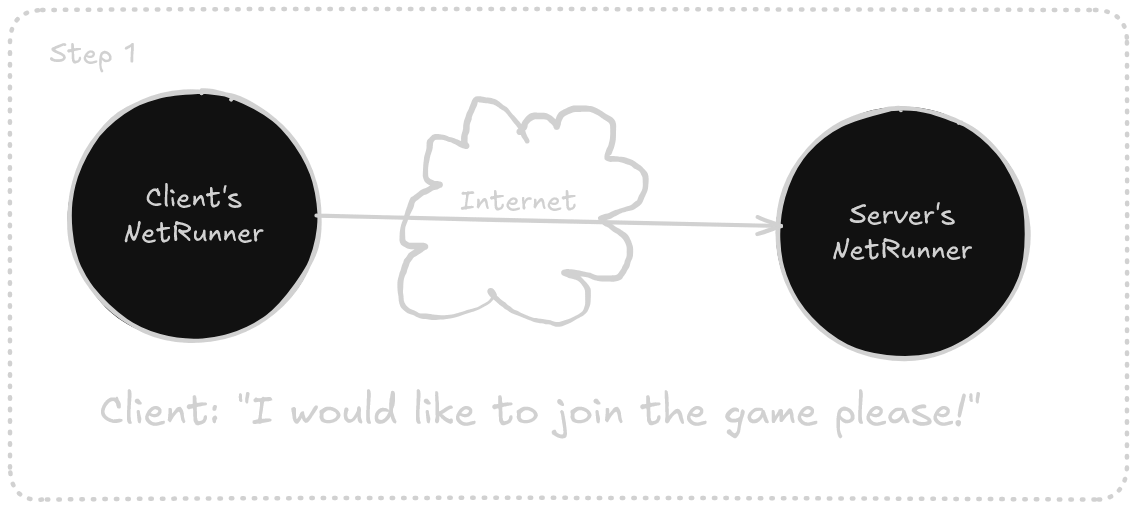 Step 1
Client's
NetRunner
Internet
Server's
NetRunner
Client: "I would like to join the game please!"